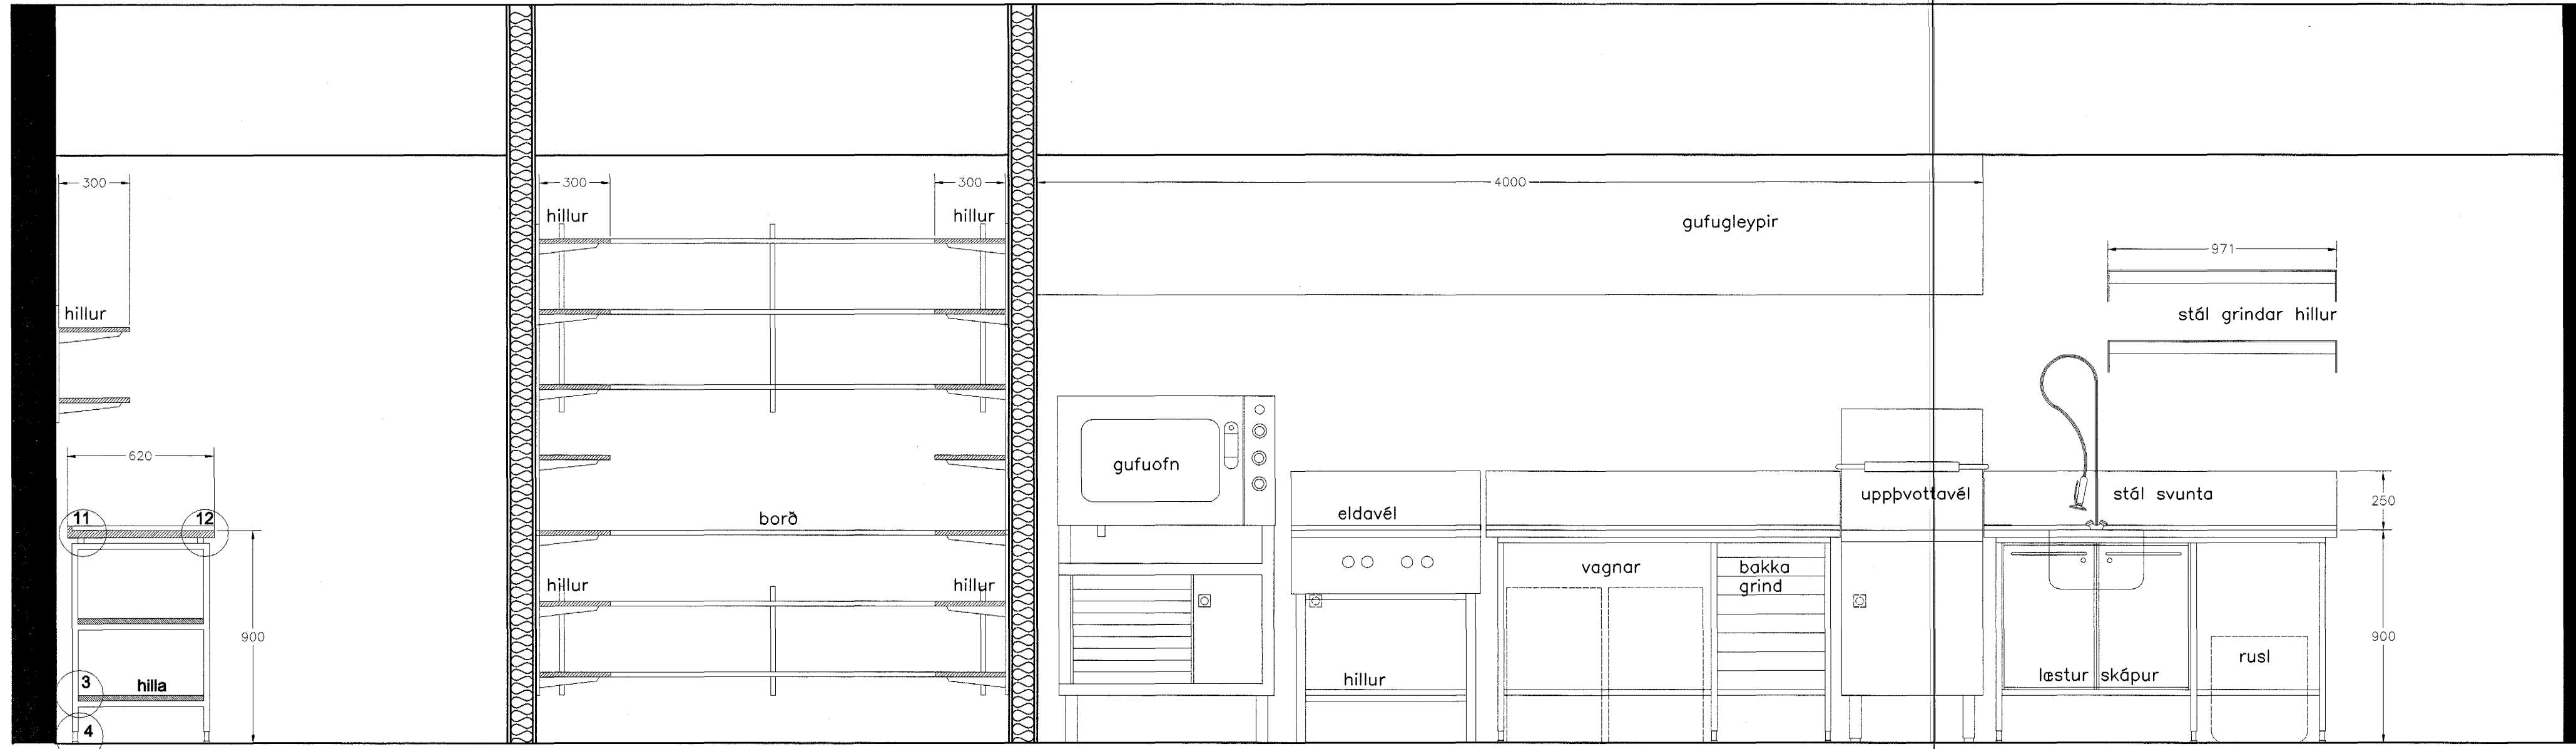 300
300
300
4000
hillur
hillur
gufugleypir
971
hillur
stál grindar hillur
620
gufuofn
uppþvottavél
stál svunta
250
11
12
borð
eldavél
hillur
hillur
vagnar
bakka
grind
900
900
rusl
3
hilla
hillur
læstur skápur
4